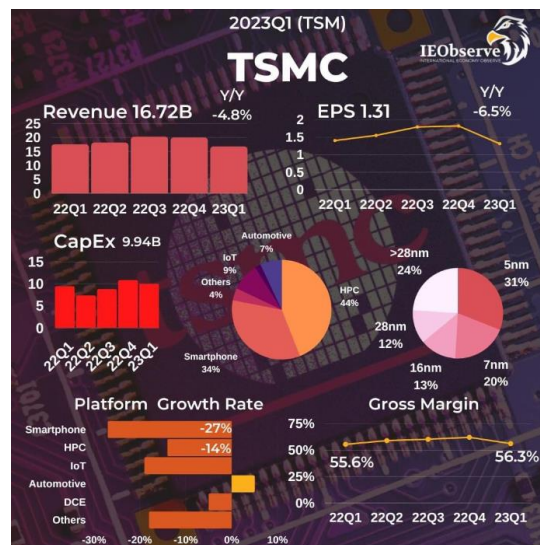 2023Q1 (TSM)
TSMC
IEObserve
INTERNATIONAL ECONOMY OBSERVE
Revenue 16.72B
Y/Y
-4.8%
25
20
15
10
5
0
22Q1 22Q2 22Q3 22Q4 23Q1
EPS 1.31
Y/Y
-6.5%
2
1.5
1
0.5
0
22Q1 22Q2 22Q3 22Q4 23Q1
CapEx 9.94B
15
10
5
0
22Q1 22Q2 22Q3 22Q4 23Q1
Automotive
7%
IoT
9%
Others
4%
HPC
44%
Smartphone
34%
>28nm
24%
5nm
31%
28nm
12%
16nm
13%
7nm
20%
Platform Growth Rate
Smartphone -27%
HPC -14%
IoT
Automotive
DCE
Others
-30% -20% -10% 0% 10%
Gross Margin
75%
50%
25%
0%
55.6%
56.3%
22Q1 22Q2 22Q3 22Q4 23Q1